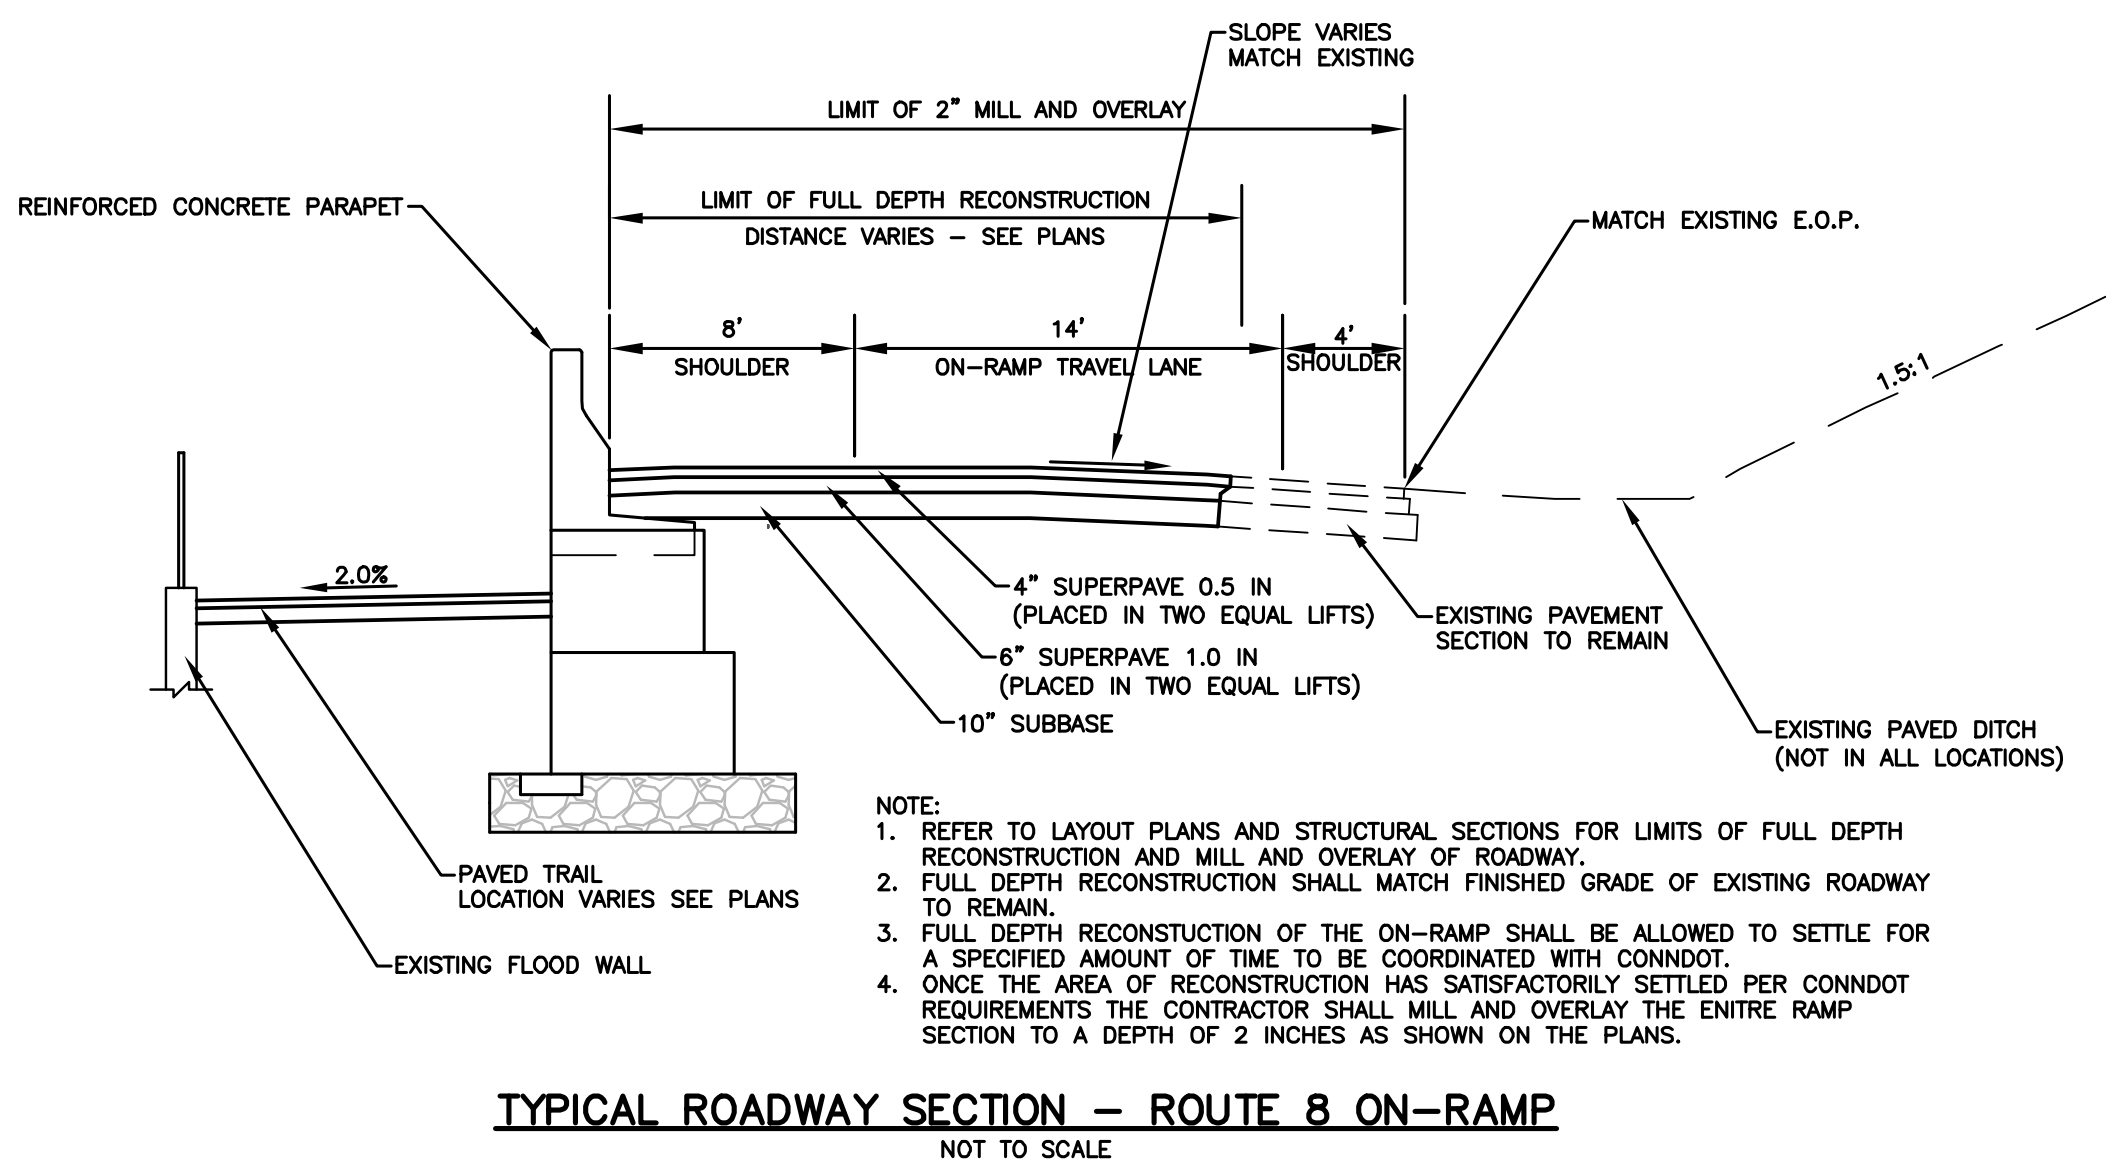 SLOPE VARIES
MATCH EXISTING
LIMIT OF 2" MILL AND OVERLAY
REINFORCED CONCRETE PARAPET
LIMIT OF FULL DEPTH RECONSTRUCTION
DISTANCE VARIES - SEE PLANS
MATCH EXISTING E.O.P.
8'
SHOULDER
14'
ON-RAMP TRAVEL LANE
4'
SHOULDER
1.5:1
2.0%
4" SUPERPAVE 0.5 IN
(PLACED IN TWO EQUAL LIFTS)
6" SUPERPAVE 1.0 IN
(PLACED IN TWO EQUAL LIFTS)
10" SUBBASE
EXISTING PAVEMENT
SECTION TO REMAIN
EXISTING PAVED DITCH
(NOT IN ALL LOCATIONS)
PAVED TRAIL
LOCATION VARIES SEE PLANS
EXISTING FLOOD WALL
NOTE:
1. REFER TO LAYOUT PLANS AND STRUCTURAL SECTIONS FOR LIMITS OF FULL DEPTH
RECONSTRUCTION AND MILL AND OVERLAY OF ROADWAY.
2. FULL DEPTH RECONSTRUCTION SHALL MATCH FINISHED GRADE OF EXISTING ROADWAY
TO REMAIN.
3. FULL DEPTH RECONSTUCTION OF THE ON-RAMP SHALL BE ALLOWED TO SETTLE FOR
A SPECIFIED AMOUNT OF TIME TO BE COORDINATED WITH CONNDOT.
4. ONCE THE AREA OF RECONSTRUCTION HAS SATISFACTORILY SETTLED PER CONNDOT
REQUIREMENTS THE CONTRACTOR SHALL MILL AND OVERLAY THE ENITRE RAMP
SECTION TO A DEPTH OF 2 INCHES AS SHOWN ON THE PLANS.
TYPICAL ROADWAY SECTION - ROUTE 8 ON-RAMP
NOT TO SCALE